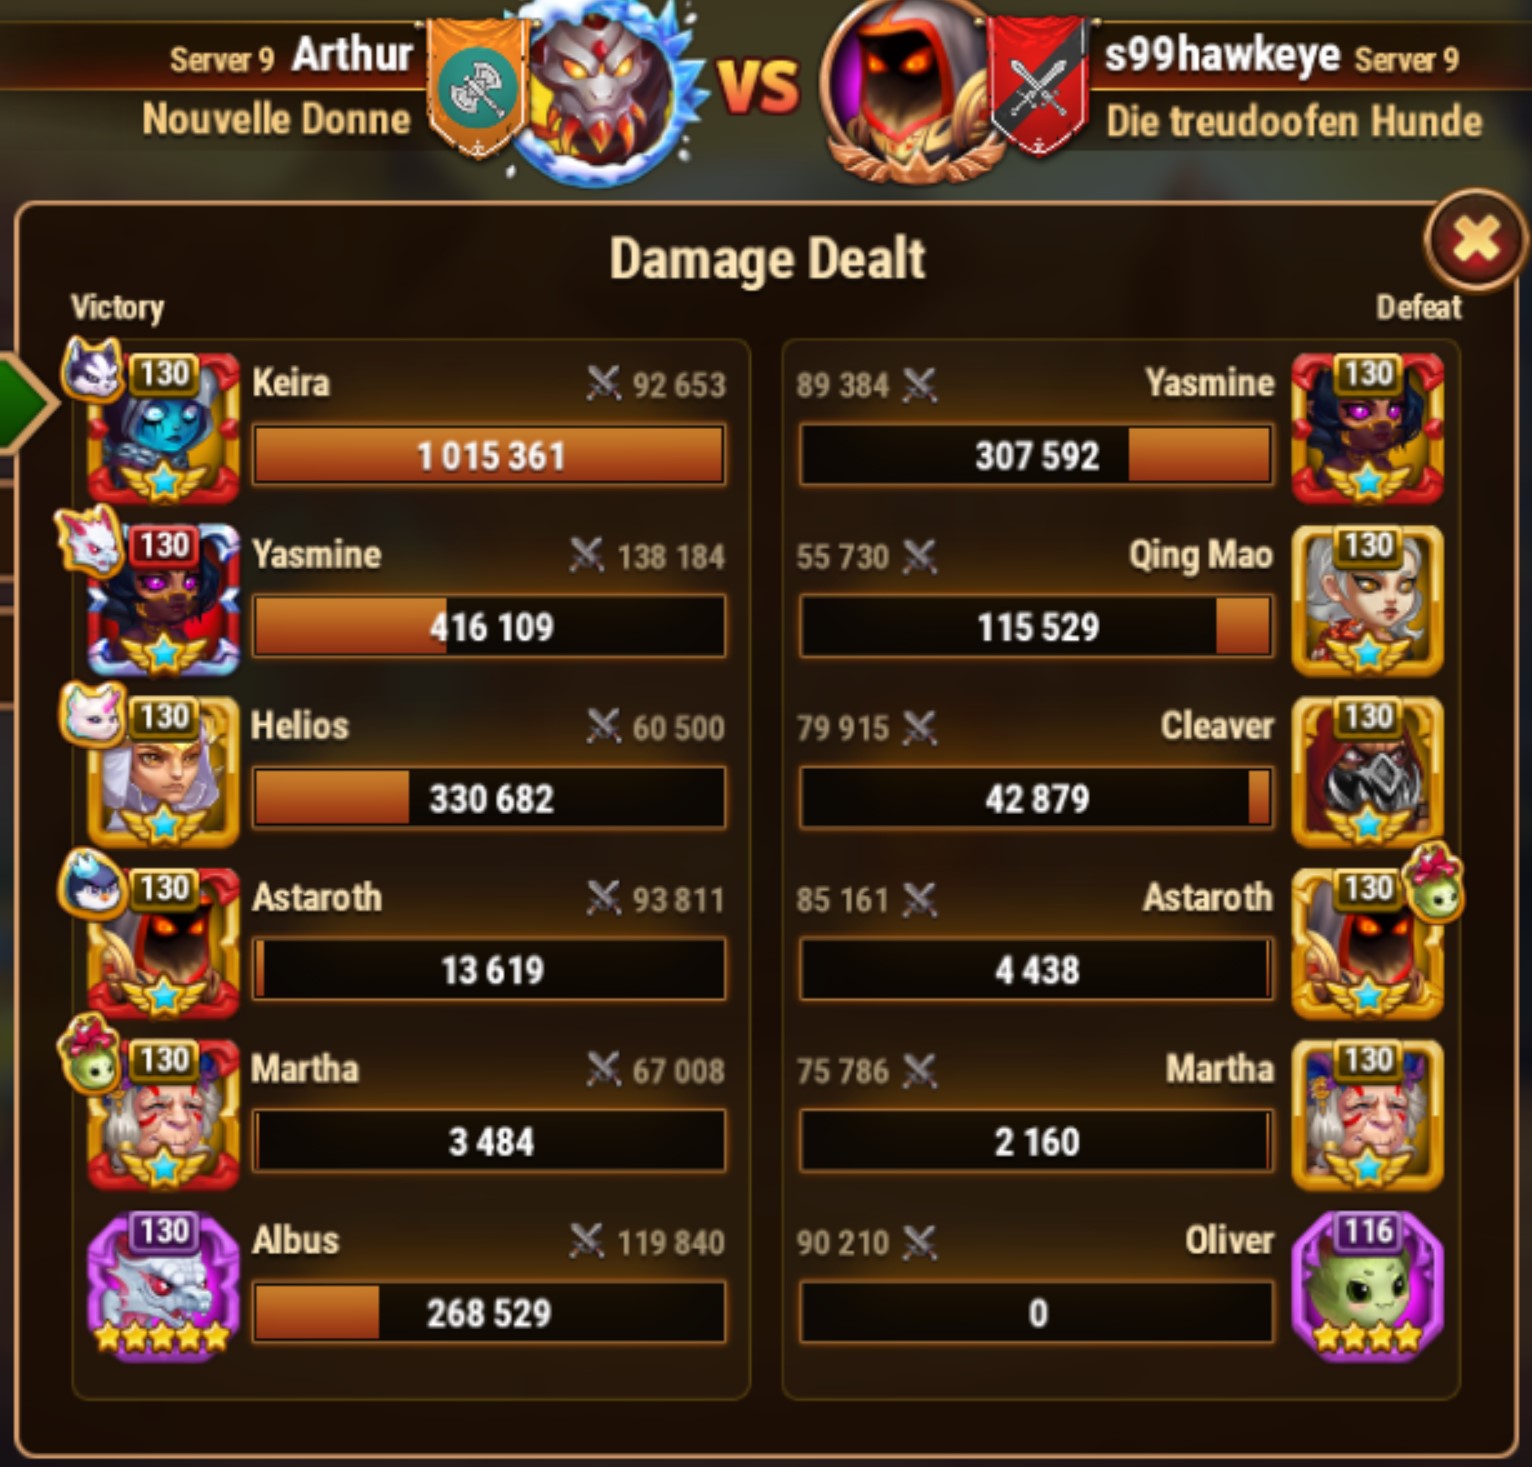 Server 9 Arthur VS s99hawkeye Server 9
Nouvelle Donne Die treudoofen Hunde
Damage Dealt
Victory Defeat
130 Keira 92 653 89 384 Yasmine 130
1 015 361 307 592
130 Yasmine 138 184 55 730 Qing Mao 130
416 109 115 529
130 Helios 60 500 79 915 Cleaver 130
330 682 42 879
130 Astaroth 93 811 85 161 Astaroth 130
13 619 4 438
130 Martha 67 008 75 786 Martha 130
3 484 2 160
130 Albus 119 840 90 210 Oliver 116
268 529 0